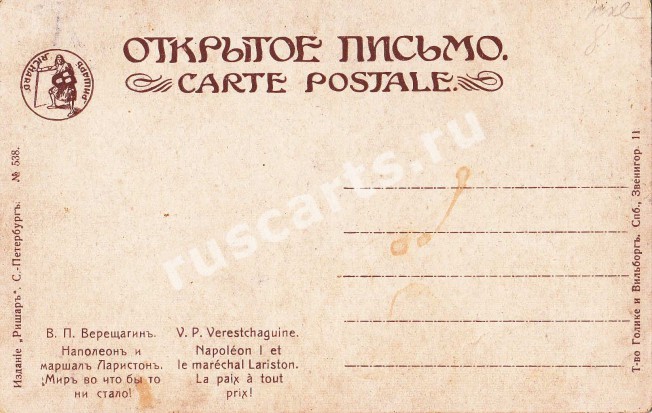 ОТКРЫТОЕ ПИСЬМО.
CARTE POSTALE.
РИШАРЪ
RICHARD
Изданіе „Ришаръ“. С.-Петербургъ. № 538.
В. П. Верещагинъ.
Наполеонъ и
маршалъ Ларистонъ.
„Миръ во что бы то
ни стало!
V. P. Verestchaguine.
Napoléon I et
le maréchal Lariston.
La paix à tout
prix!
Т-во Голике и Вильборгъ. Спб., Звенигор. 11
ruscarts.ru